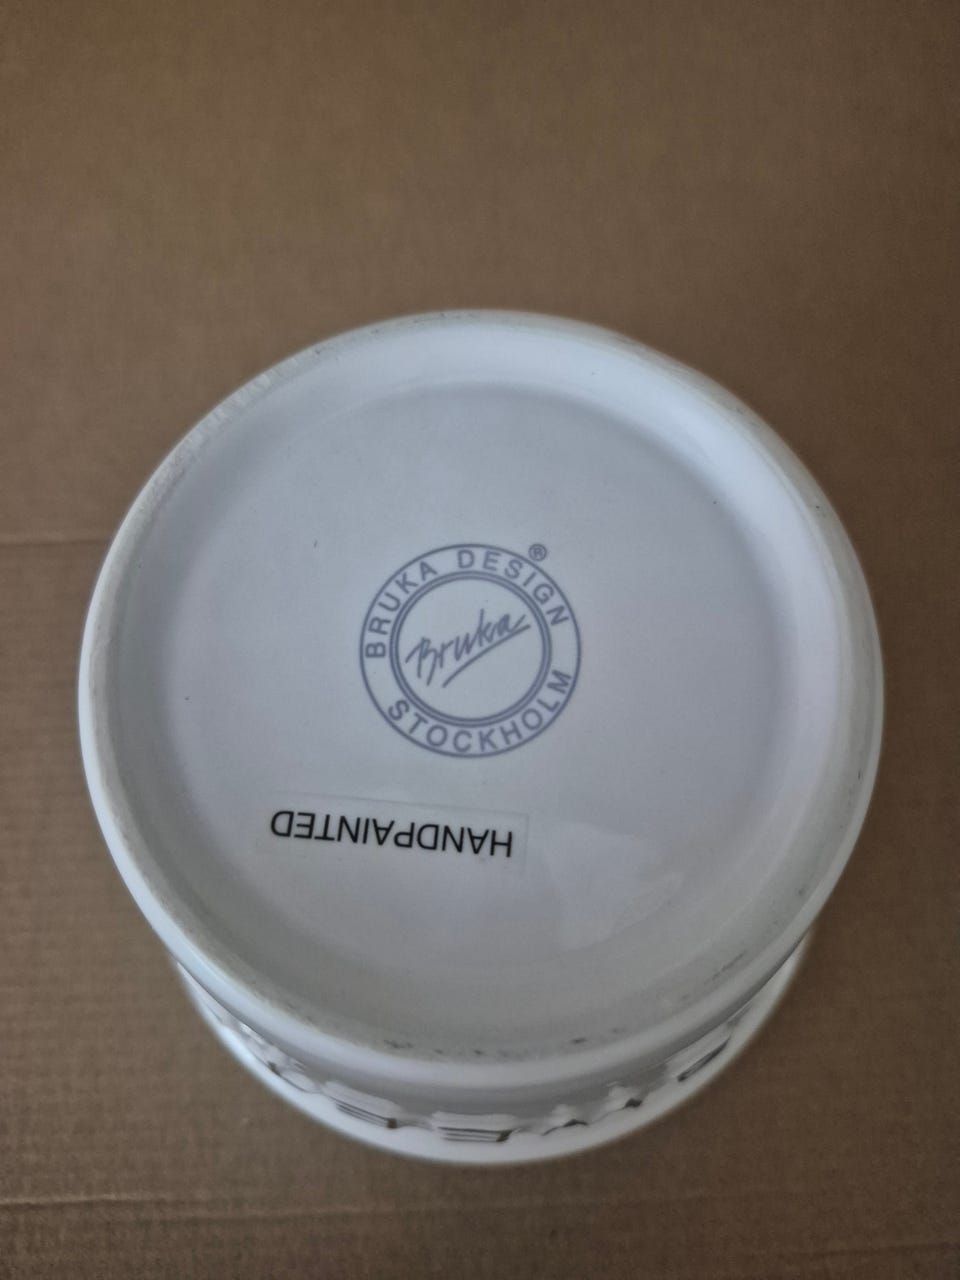 BRUKA DESIGN ®
Bruka
STOCKHOLM
HANDPAINTED